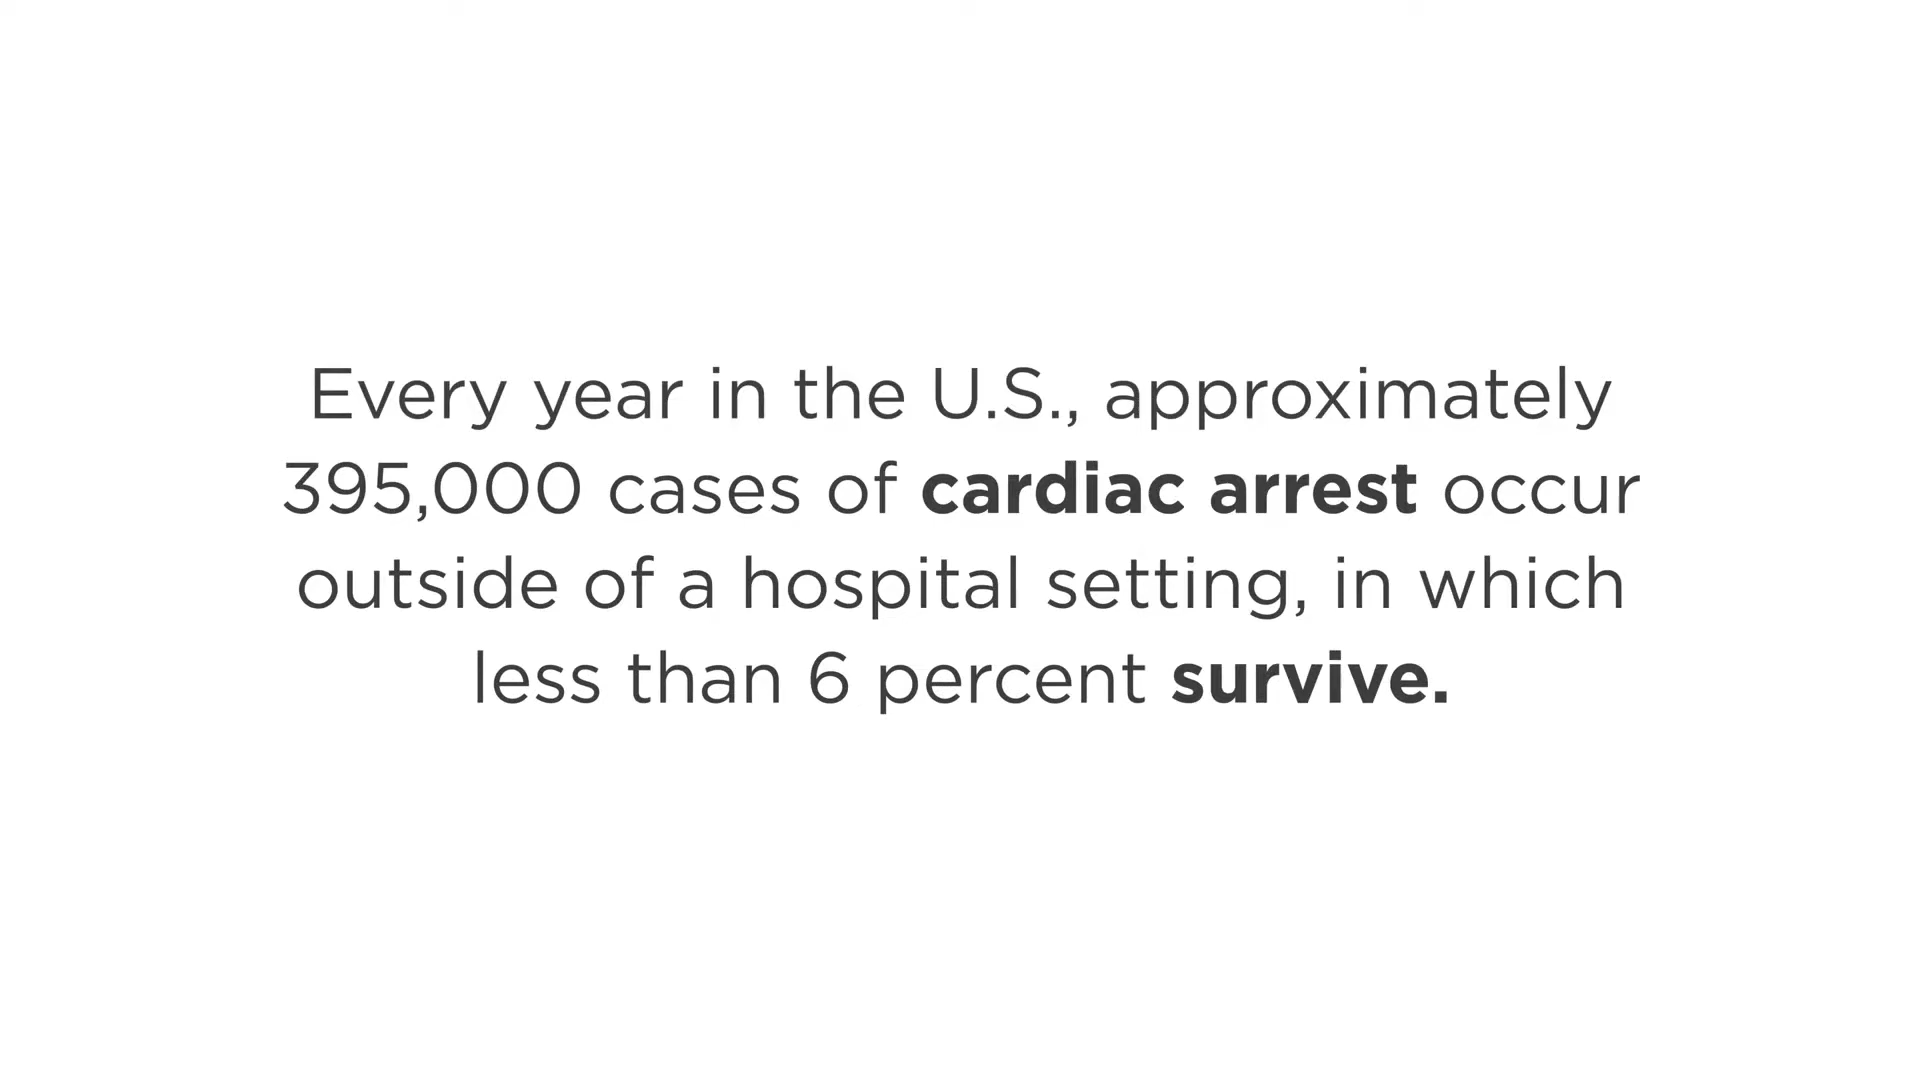 Every year in the U.S., approximately
395,000 cases of cardiac arrest occur
outside of a hospital setting, in which
less than 6 percent survive.